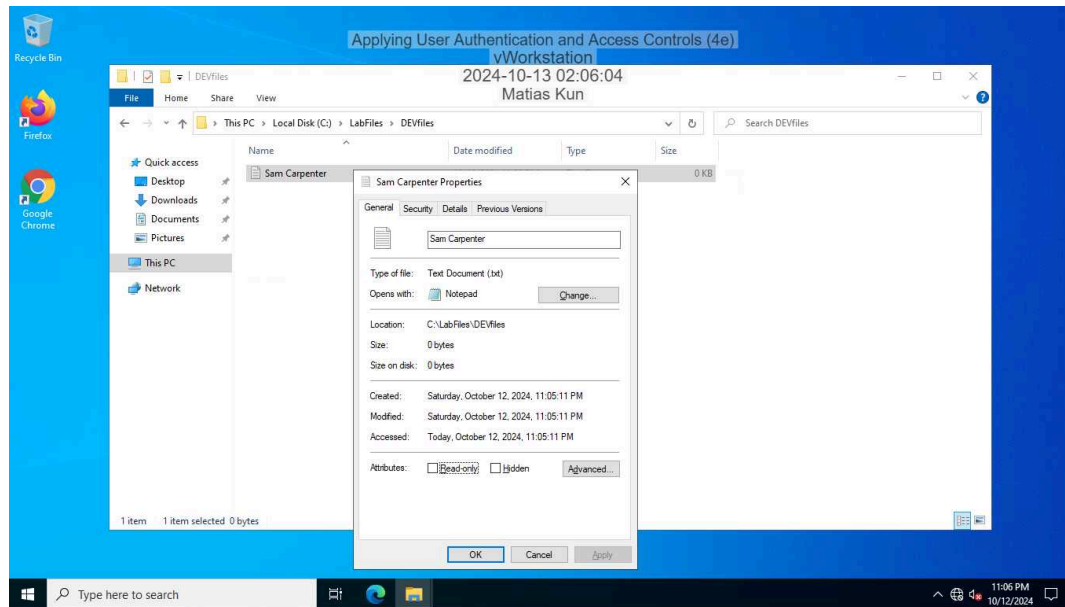 Recycle Bin
Applying User Authentication and Access Controls (4e)
vWorkstation
2024-10-13 02:06:04
Matias Kun
DEVfiles
File Home Share View
This PC › Local Disk (C:) › LabFiles › DEVfiles
Search DEVfiles
Firefox
Name Date modified Type Size
Quick access
Sam Carpenter 0 KB
Desktop
Downloads
Documents
Pictures
This PC
Network
Google
Chrome
Sam Carpenter Properties
General Security Details Previous Versions
Sam Carpenter
Type of file: Text Document (.txt)
Opens with: Notepad Change...
Location: C:\LabFiles\DEVfiles
Size: 0 bytes
Size on disk: 0 bytes
Created: Saturday, October 12, 2024, 11:05:11 PM
Modified: Saturday, October 12, 2024, 11:05:11 PM
Accessed: Today, October 12, 2024, 11:05:11 PM
Attributes: Read-only Hidden Advanced...
1 item 1 item selected 0 bytes
OK Cancel Apply
Type here to search
11:06 PM
10/12/2024